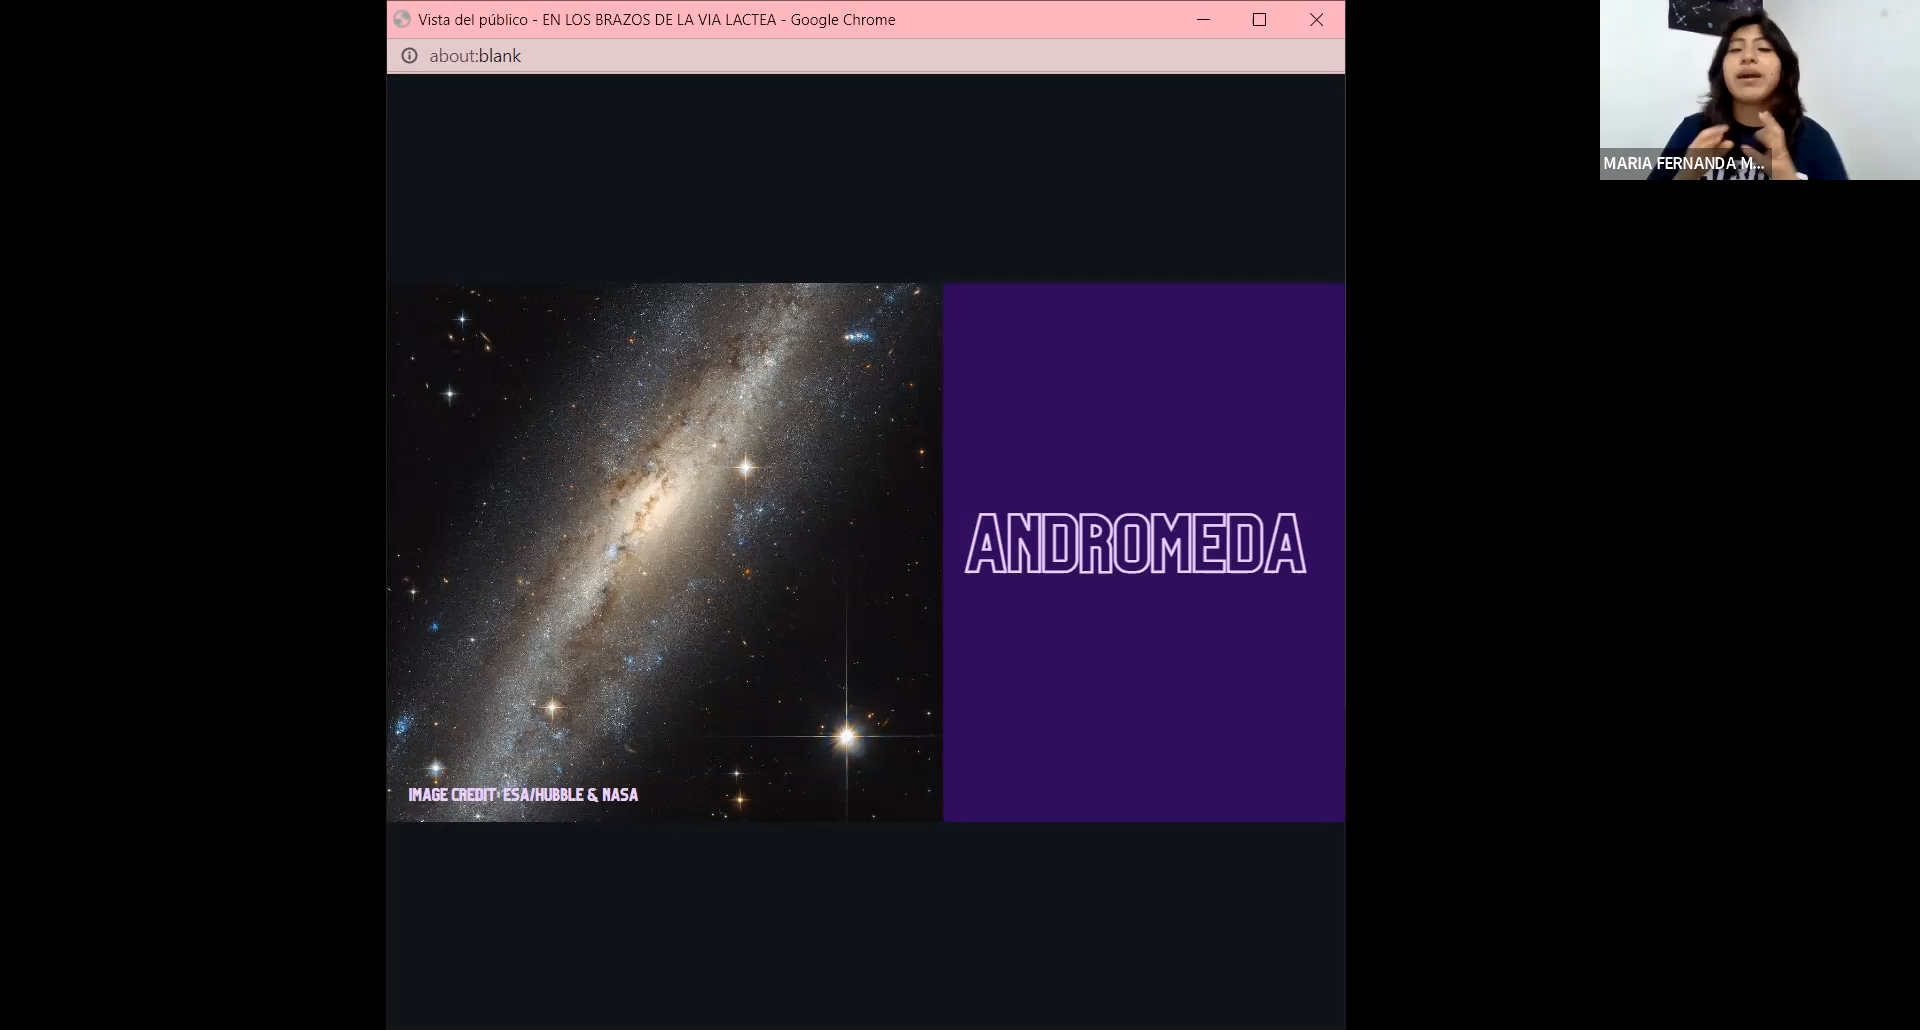 Vista del público - EN LOS BRAZOS DE LA VIA LACTEA - Google Chrome
about:blank
MARIA FERNANDA M...
ANDROMEDA
IMAGE CREDIT: ESA/HUBBLE & NASA